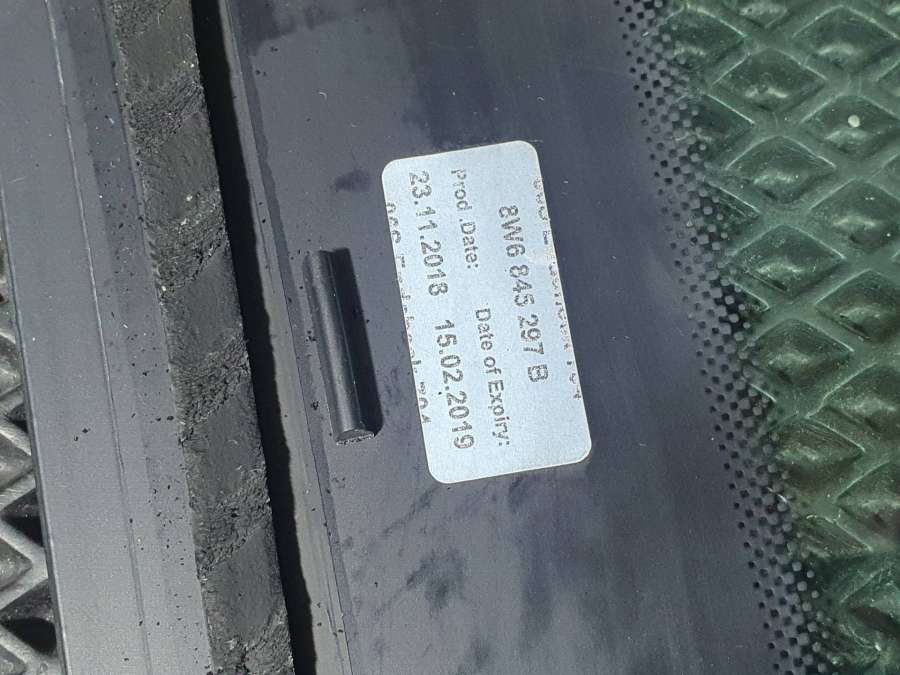 8W6 845 297 B
Prod .Date: Date of Expiry:
23.11.2018 15.02.2019